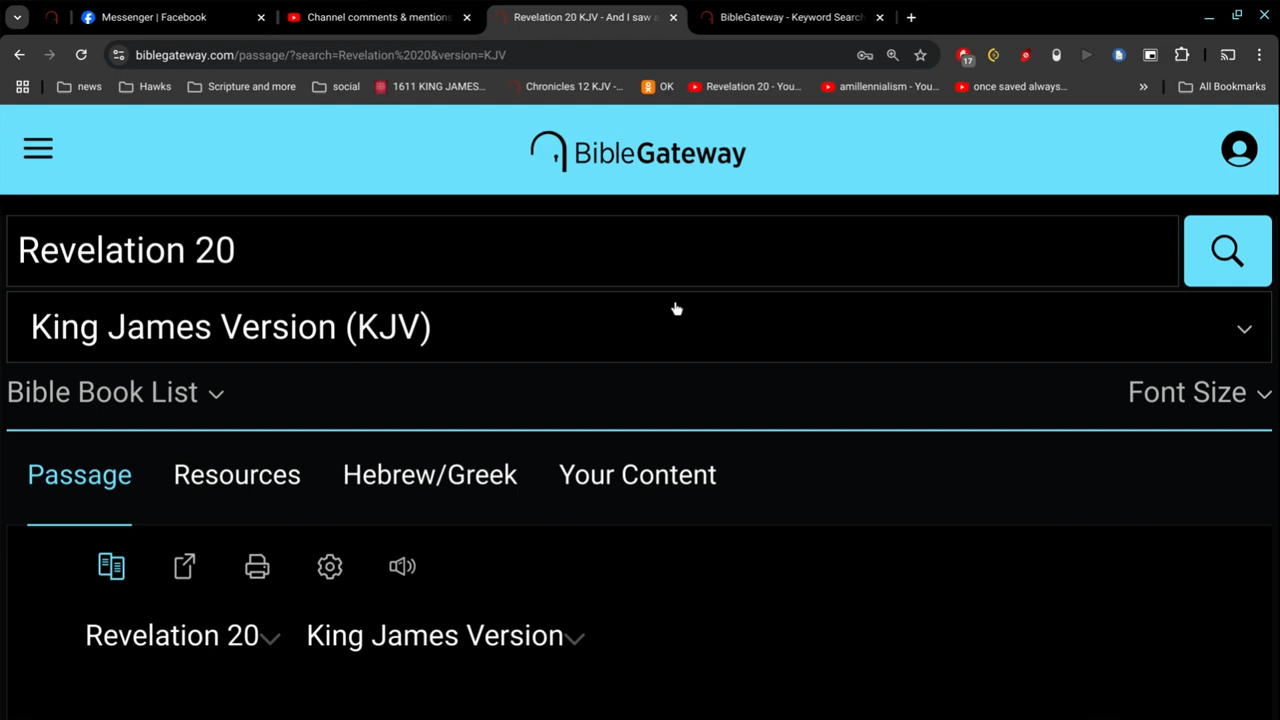 Messenger | Facebook
Channel comments & mentions
Revelation 20 KJV - And I saw a
BibleGateway - Keyword Search
biblegateway.com/passage/?search=Revelation%2020&version=KJV
17
news
Hawks
Scripture and more
social
1611 KING JAMES...
Chronicles 12 KJV -...
OK
Revelation 20 - You...
amillennialism - You...
once saved always...
All Bookmarks
BibleGateway
Revelation 20
King James Version (KJV)
Bible Book List
Font Size
Passage
Resources
Hebrew/Greek
Your Content
Revelation 20
King James Version